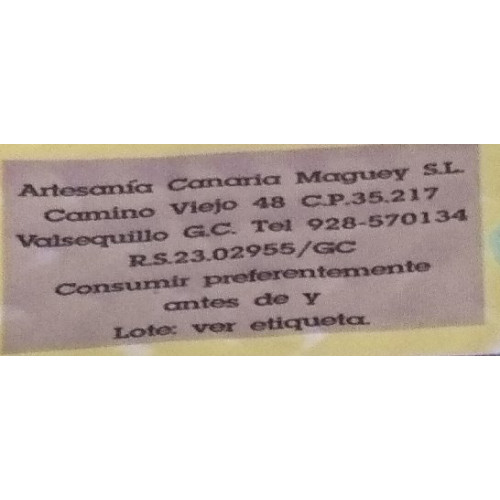 Artesanía Canaria Maguey S.L.
Camino Viejo 48 C.P.35.217
Valsequillo G.C. Tel 928-570134
R.S.23.02955/GC
Consumir preferentemente
antes de y
Lote: ver etiqueta.